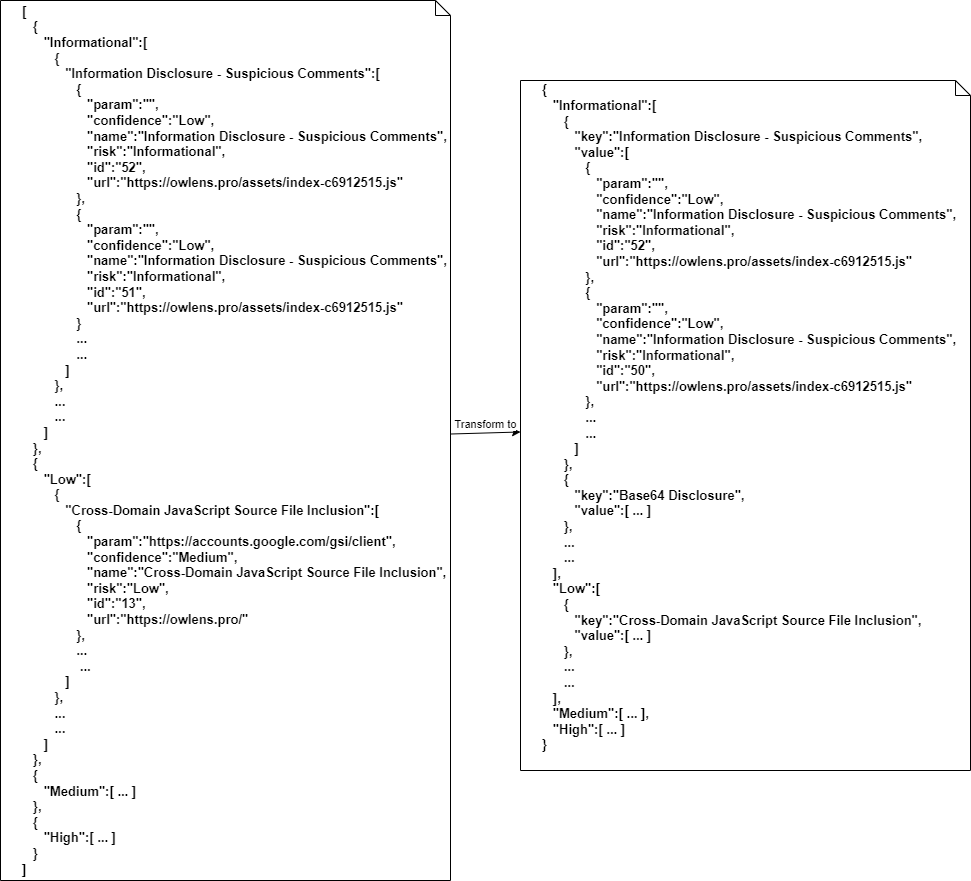 [
{
"Informational":[
{
"Information Disclosure - Suspicious Comments":[
{
"param":"",
"confidence":"Low",
"name":"Information Disclosure - Suspicious Comments",
"risk":"Informational",
"id":"52",
"url":"https://owlens.pro/assets/index-c6912515.js"
},
{
"param":"",
"confidence":"Low",
"name":"Information Disclosure - Suspicious Comments",
"risk":"Informational",
"id":"51",
"url":"https://owlens.pro/assets/index-c6912515.js"
}
...
...
]
},
...
...
]
},
{
"Low":[
{
"Cross-Domain JavaScript Source File Inclusion":[
{
"param":"https://accounts.google.com/gsi/client",
"confidence":"Medium",
"name":"Cross-Domain JavaScript Source File Inclusion",
"risk":"Low",
"id":"13",
"url":"https://owlens.pro/"
},
...
...
]
},
...
...
]
},
{
"Medium":[ ... ]
},
{
"High":[ ... ]
}
]
Transform to
{
"Informational":[
{
"key":"Information Disclosure - Suspicious Comments",
"value":[
{
"param":"",
"confidence":"Low",
"name":"Information Disclosure - Suspicious Comments",
"risk":"Informational",
"id":"52",
"url":"https://owlens.pro/assets/index-c6912515.js"
},
{
"param":"",
"confidence":"Low",
"name":"Information Disclosure - Suspicious Comments",
"risk":"Informational",
"id":"50",
"url":"https://owlens.pro/assets/index-c6912515.js"
},
...
...
]
},
{
"key":"Base64 Disclosure",
"value":[ ... ]
},
...
...
],
"Low":[
{
"key":"Cross-Domain JavaScript Source File Inclusion",
"value":[ ... ]
},
...
...
],
"Medium":[ ... ],
"High":[ ... ]
}